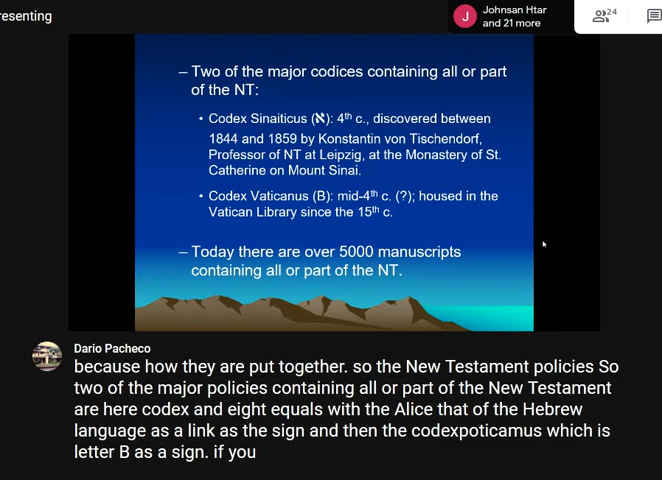 resenting
J
Johnsan Htar
and 21 more
24
– Two of the major codices containing all or part
of the NT:
• Codex Sinaiticus (ℵ): 4th c., discovered between
1844 and 1859 by Konstantin von Tischendorf,
Professor of NT at Leipzig, at the Monastery of St.
Catherine on Mount Sinai.
• Codex Vaticanus (B): mid-4th c. (?); housed in the
Vatican Library since the 15th c.
– Today there are over 5000 manuscripts
containing all or part of the NT.
Dario Pacheco
because how they are put together. so the New Testament policies So
two of the major policies containing all or part of the New Testament
are here codex and eight equals with the Alice that of the Hebrew
language as a link as the sign and then the codexpoticamus which is
letter B as a sign. if you